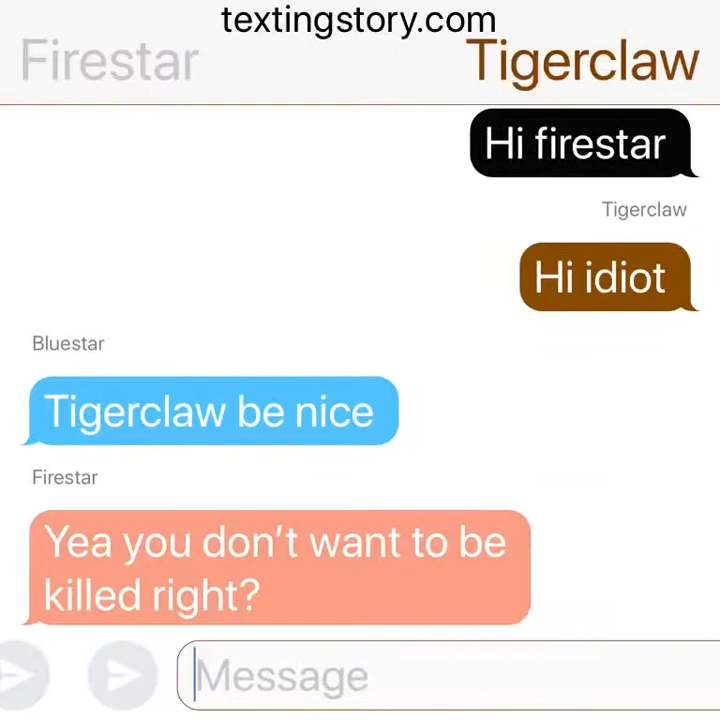 textingstory.com
Firestar Tigerclaw
Hi firestar
Tigerclaw
Hi idiot
Bluestar
Tigerclaw be nice
Firestar
Yea you don’t want to be
killed right?
Message